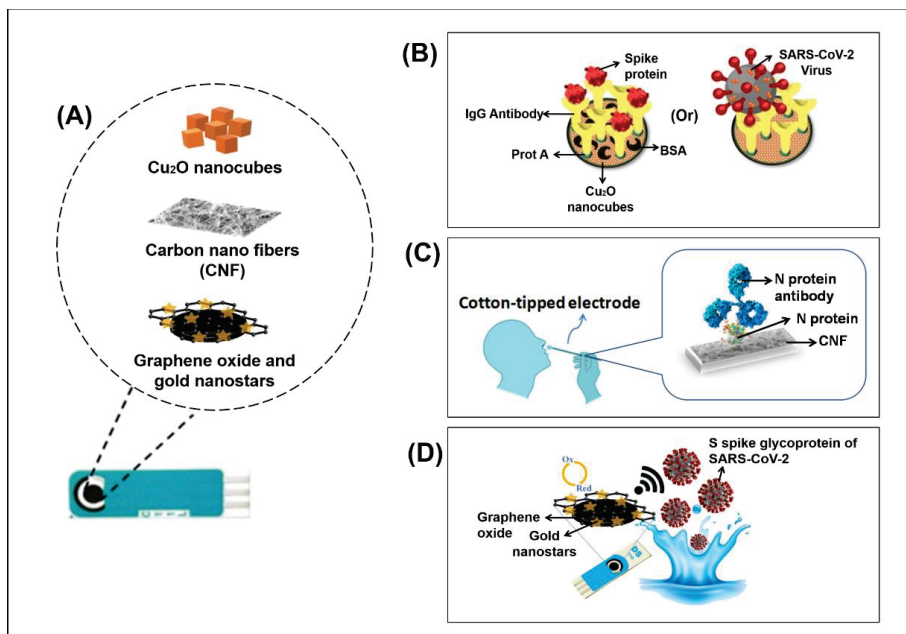 (A)
Cu₂O nanocubes
Carbon nano fibers
(CNF)
Graphene oxide and
gold nanostars
(B)
Spike
protein
IgG Antibody
Prot A
Cu₂O
nanocubes
BSA
(Or)
SARS-CoV-2
Virus
(C)
Cotton-tipped electrode
N protein
antibody
N protein
CNF
(D)
Ox
Red
Graphene
oxide
Gold
nanostars
DS
S spike glycoprotein of
SARS-CoV-2